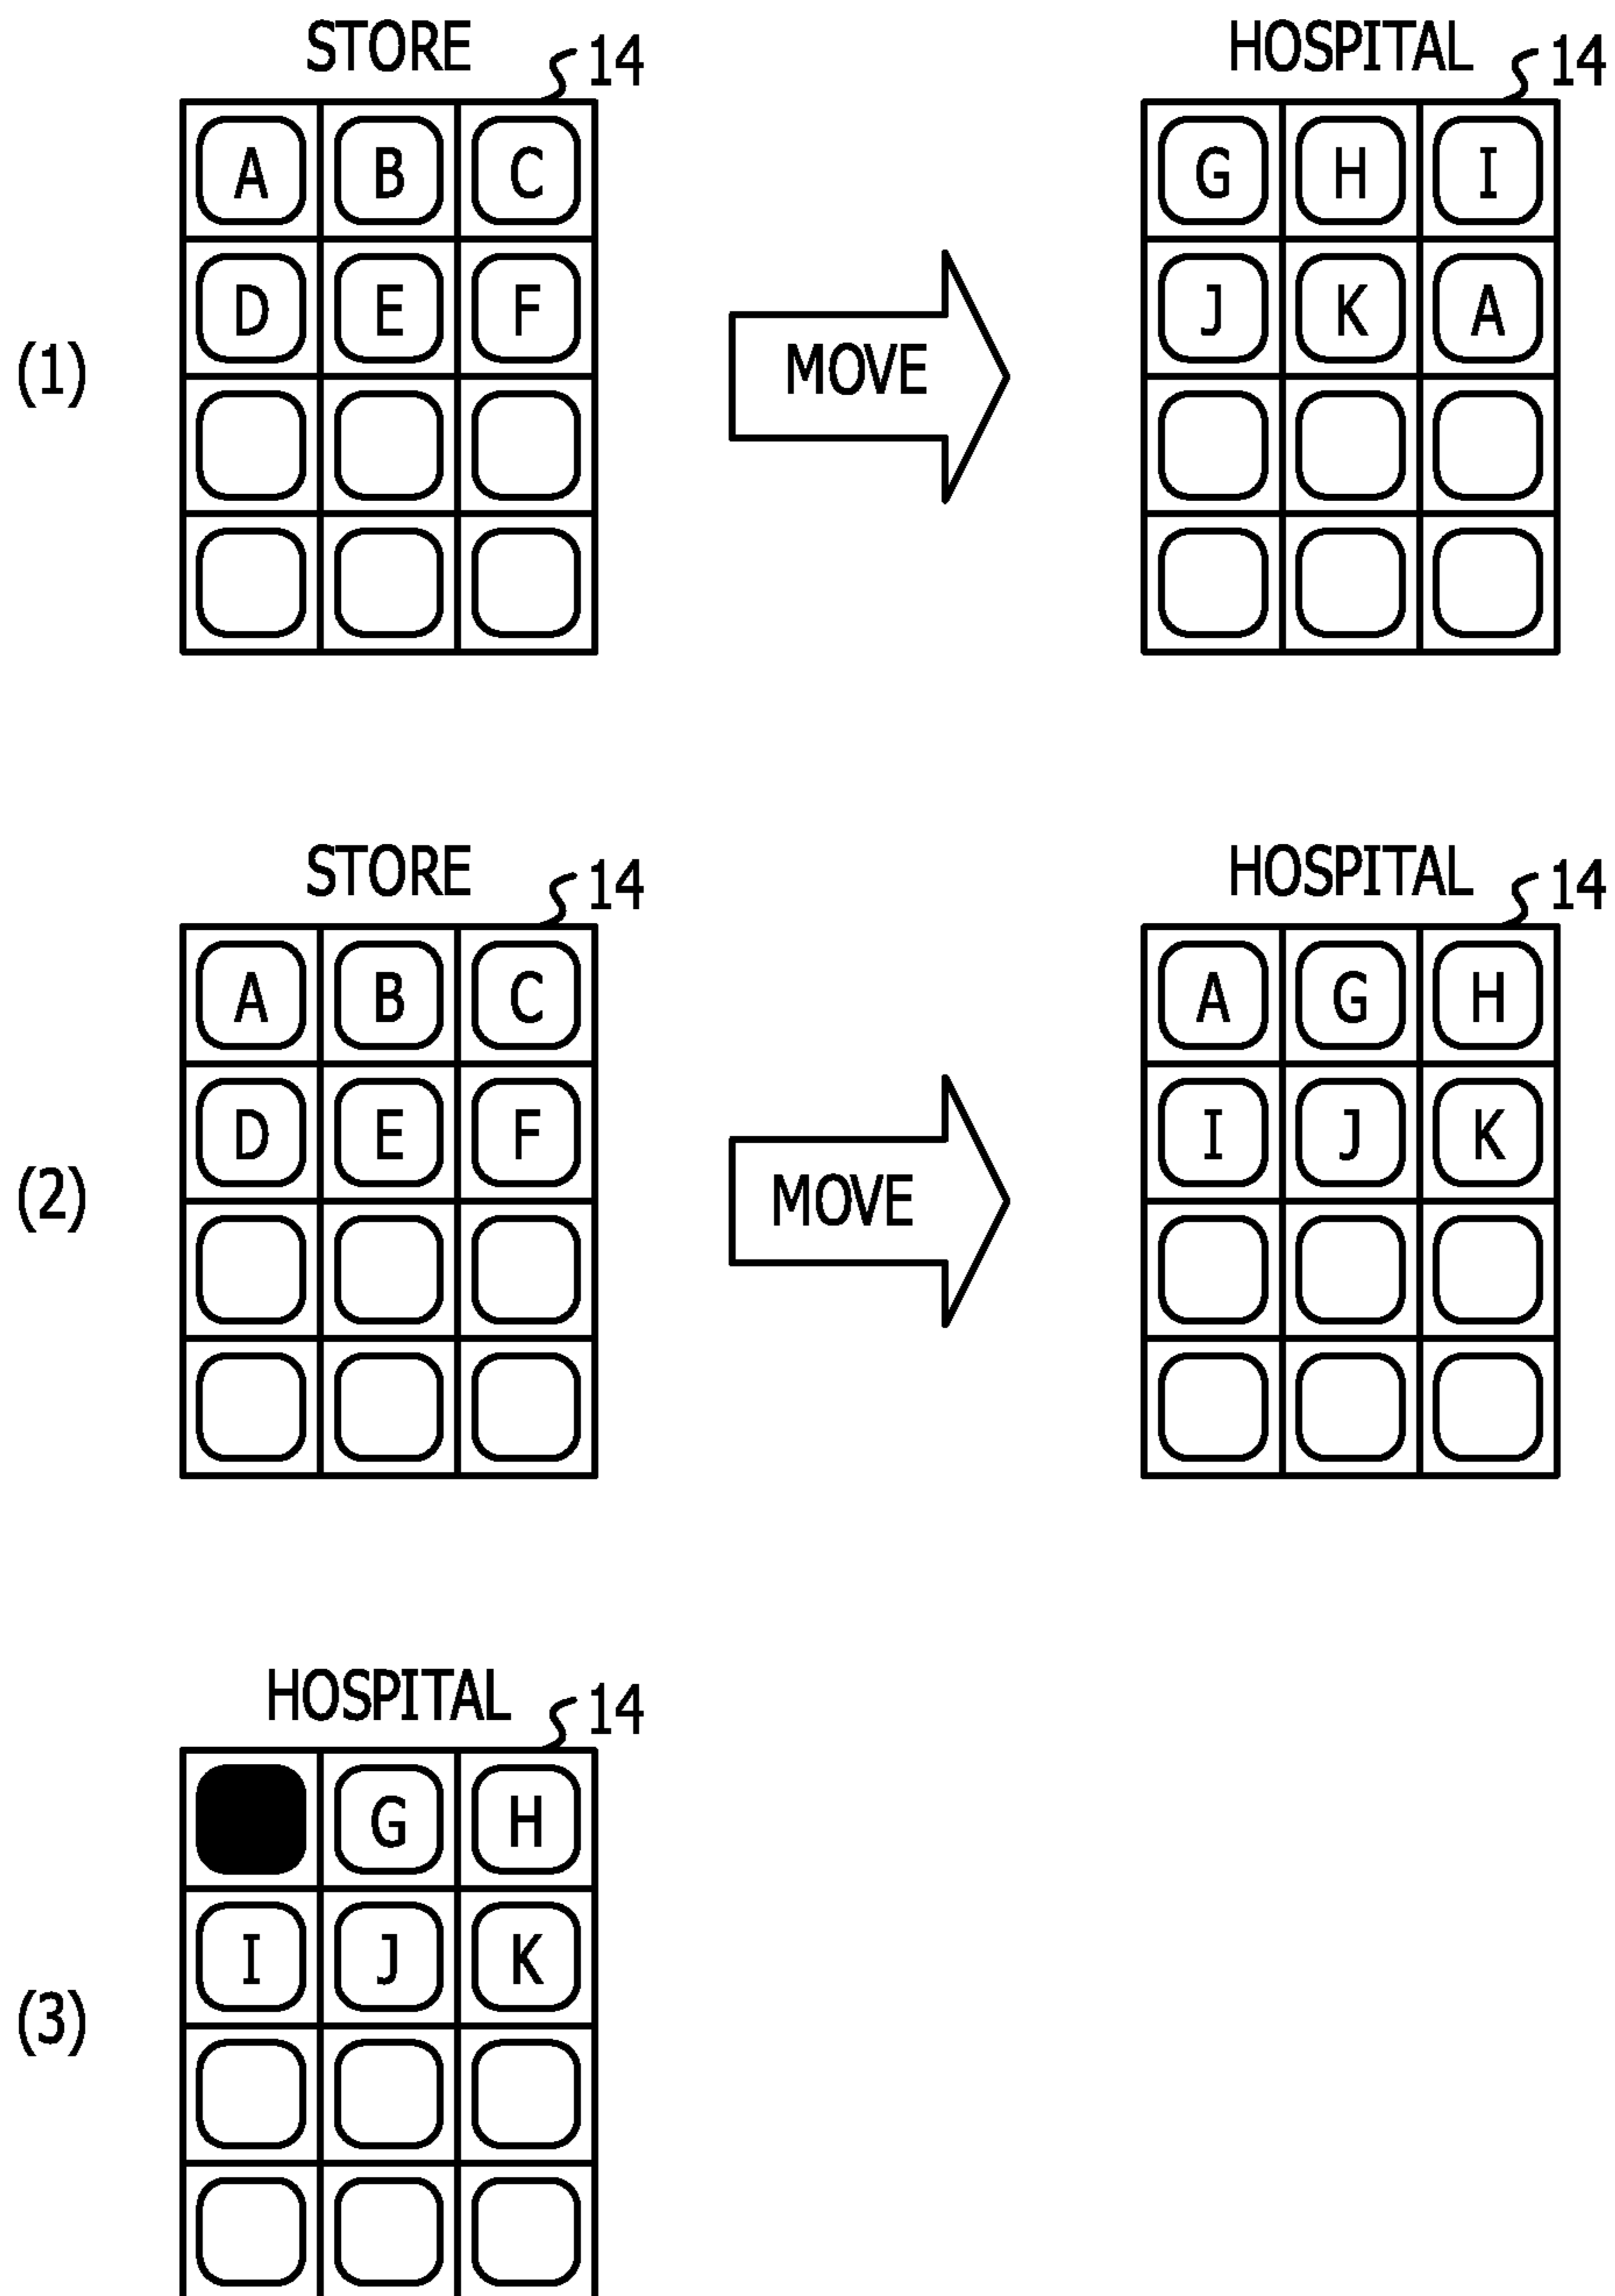 STORE 14 HOSPITAL 14
A B C G H I
D E F J K A
(1) MOVE
STORE 14 HOSPITAL 14
A B C A G H
D E F I J K
(2) MOVE
HOSPITAL 14
G H
I J K
(3)